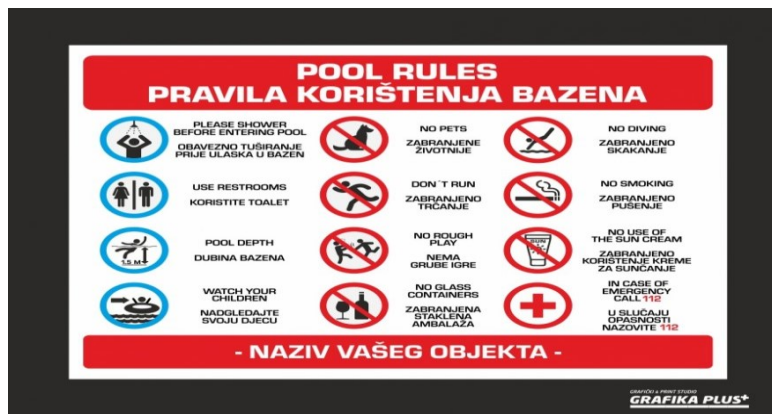 POOL RULES
PRAVILA KORIŠTENJA BAZENA
PLEASE SHOWER
BEFORE ENTERING POOL
OBAVEZNO TUŠIRANJE
PRIJE ULASKA U BAZEN
NO PETS
ZABRANJENE
ŽIVOTNIJE
NO DIVING
ZABRANJENO
SKAKANJE
USE RESTROOMS
KORISTITE TOALET
DON´T RUN
ZABRANJENO
TRČANJE
NO SMOKING
ZABRANJENO
PUŠENJE
1.5 M
POOL DEPTH
DUBINA BAZENA
NO ROUGH
PLAY
NEMA
GRUBE IGRE
SUN
NO USE OF
THE SUN CREAM
ZABRANJENO
KORIŠTENJE KREME
ZA SUNČANJE
WATCH YOUR
CHILDREN
NADGLEDAJTE
SVOJU DJECU
NO GLASS
CONTAINERS
ZABRANJENA
STAKLENA
AMBALAŽA
IN CASE OF
EMERGENCY
CALL 112
U SLUČAJU
OPASNOSTI
NAZOVITE 112
- NAZIV VAŠEG OBJEKTA -
GRAFIČKI & PRINT STUDIO
GRAFIKA PLUS+